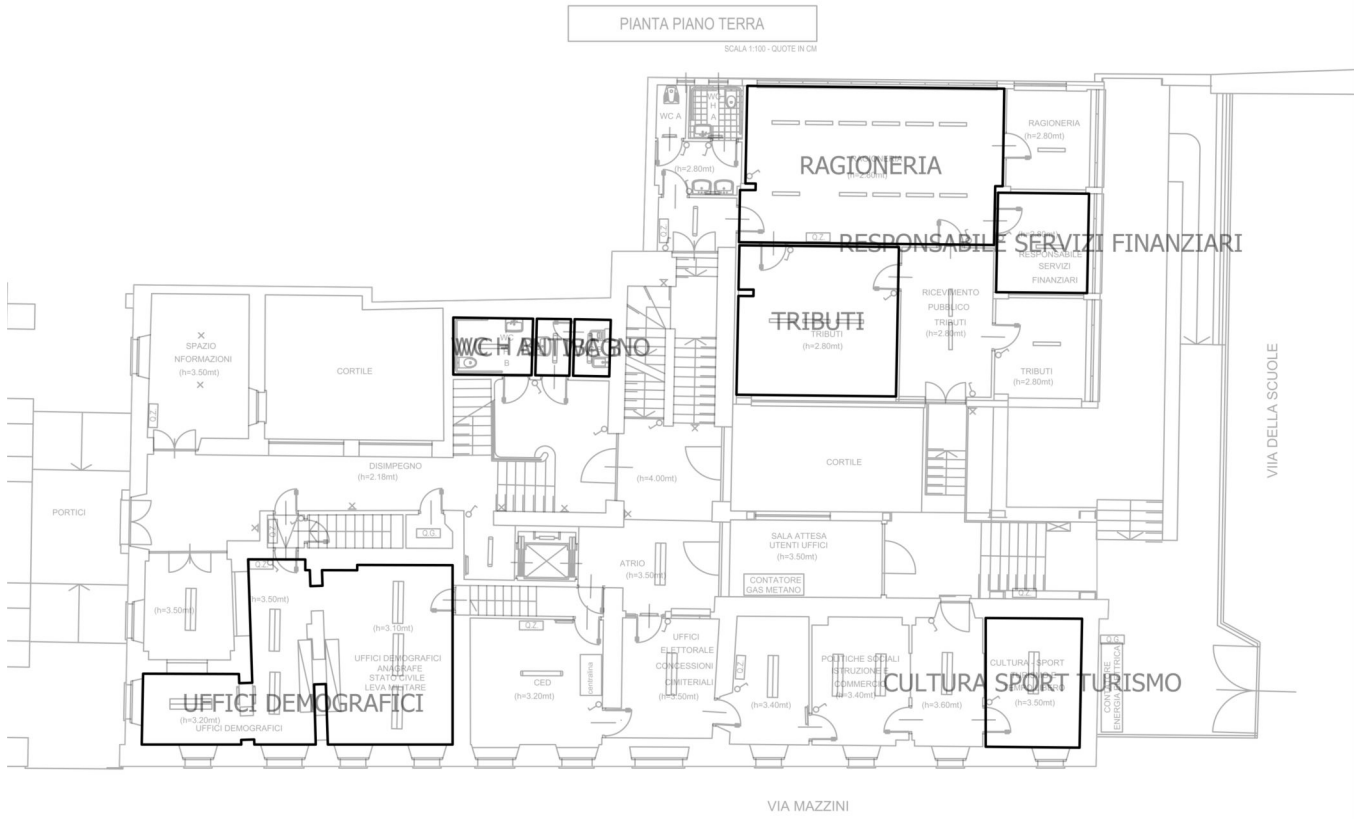 PIANTA PIANO TERRA
SCALA 1:100 - QUOTE IN CM
WC A
WC
H
A
(h=2.80mt)
RAGIONERIA
(h=2.80mt)
RAGIONERIA
(h=2.80mt)
Q.Z.
Q.Z.
RESPONSABILE SERVIZI FINANZIARI
RESPONSABILE
SERVIZI
FINANZIARI
RICEVIMENTO
PUBBLICO
TRIBUTI
(h=2.80mt)
TRIBUTI
TRIBUTI
(h=2.80mt)
TRIBUTI
(h=2.80mt)
SPAZIO
NFORMAZIONI
(h=3.50mt)
Q.Z.
CORTILE
WC H
B
ANTIBAGNO
WC
VIIA DELLA SCUOLE
DISIMPEGNO
(h=2.18mt)
(h=4.00mt)
CORTILE
PORTICI
Q.Z.
Q.G.
Q.Z.
SALA ATTESA
UTENTI UFFICI
(h=3.50mt)
CONTATORE
GAS METANO
ATRIO
(h=3.50mt)
Q.Z.
(h=3.50mt)
h=3.50mt)
(h=3.10mt)
UFFICI DEMOGRAFICI
ANAGRAFE
STATO CIVILE
LEVA MILITARE
UFFICI DEMOGRAFICI
(h=3.20mt)
UFFICI DEMOGRAFICI
Q.Z.
CED
(h=3.20mt)
centralina
UFFICI
ELETTORALE
CONCESSIONI
CIMITERIALI
(h=3.50mt)
Q.Z.
(h=3.40mt)
POLITICHE SOCIALI
ISTRUZIONE E
COMMERCIO
(h=3.40mt)
(h=3.60mt)
CULTURA SPORT TURISMO
CULTURA - SPORT
(h=3.50mt)
Q.G.
CONTATORE
ENERGIA ELETTRICA
VIA MAZZINI